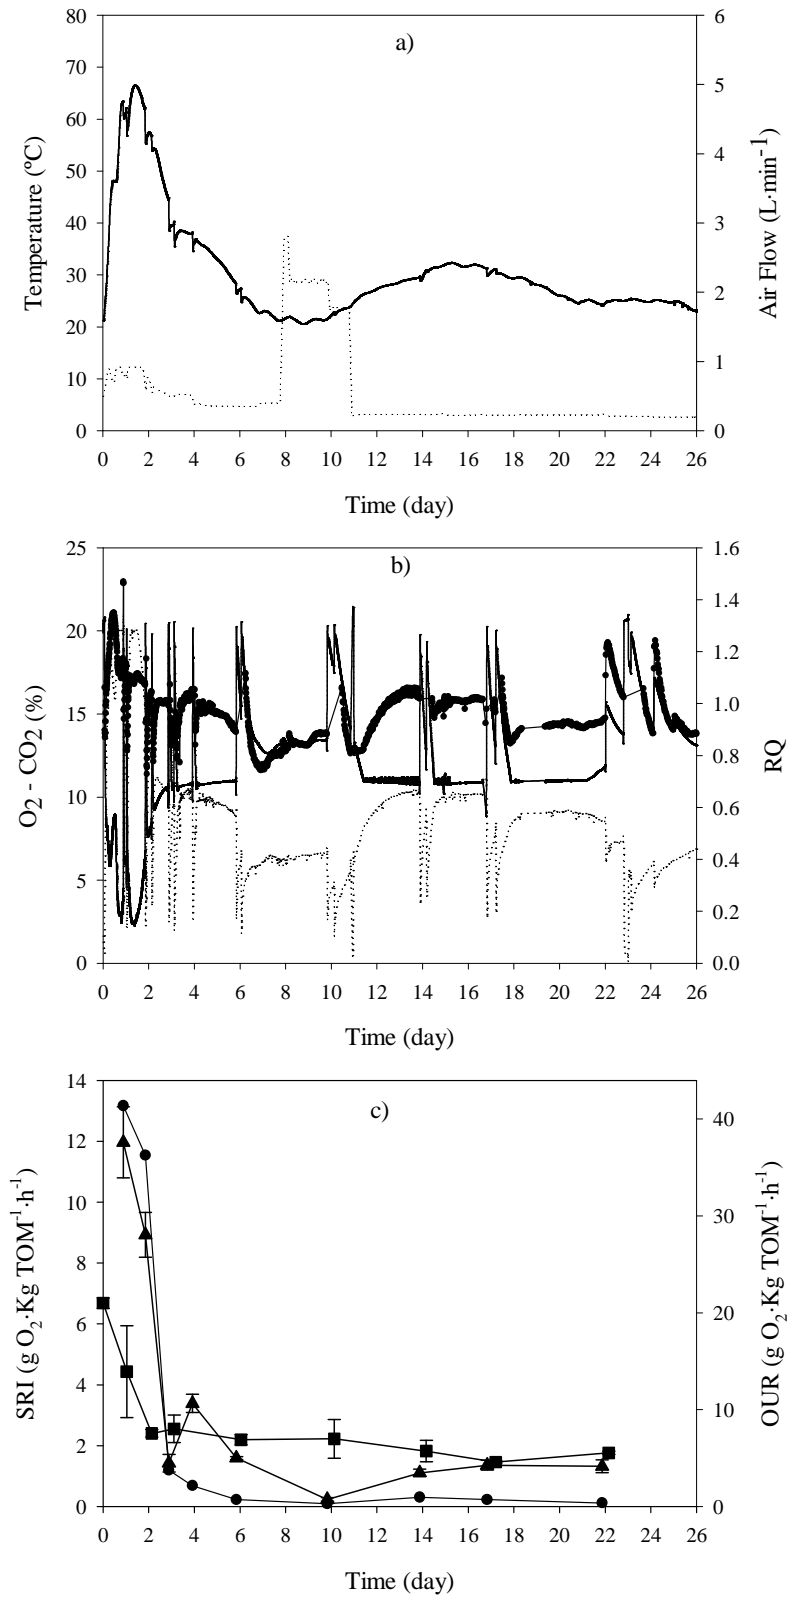 a)
Temperature (ºC)
80
70
60
50
40
30
20
10
0
Air Flow (L·min⁻¹)
6
5
4
3
2
1
0
0 2 4 6 8 10 12 14 16 18 20 22 24 26
Time (day)
b)
O₂ - CO₂ (%)
25
20
15
10
5
0
RQ
1.6
1.4
1.2
1.0
0.8
0.6
0.4
0.2
0.0
0 2 4 6 8 10 12 14 16 18 20 22 24 26
Time (day)
c)
SRI (g O₂·Kg TOM⁻¹·h⁻¹)
14
12
10
8
6
4
2
0
OUR (g O₂·Kg TOM⁻¹·h⁻¹)
40
30
20
10
0
0 2 4 6 8 10 12 14 16 18 20 22 24 26
Time (day)